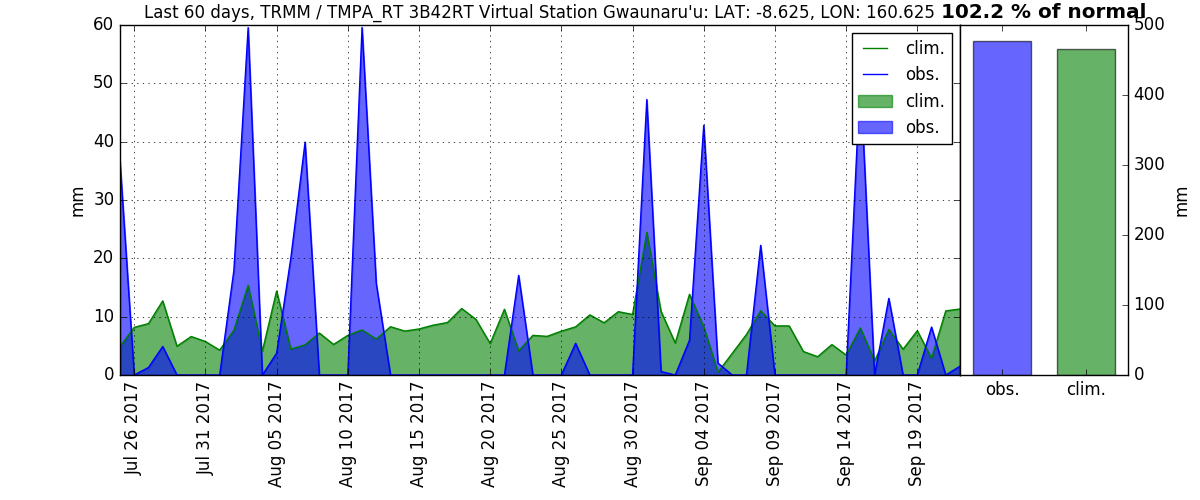 Last 60 days, TRMM / TMPA_RT 3B42RT Virtual Station Gwaunaru'u: LAT: -8.625, LON: 160.625 102.2 % of normal
60
50
40
30
20
10
0
mm
clim.
obs.
clim.
obs.
Jul 26 2017
Jul 31 2017
Aug 05 2017
Aug 10 2017
Aug 15 2017
Aug 20 2017
Aug 25 2017
Aug 30 2017
Sep 04 2017
Sep 09 2017
Sep 14 2017
Sep 19 2017
500
400
300
200
100
0
mm
obs.
clim.